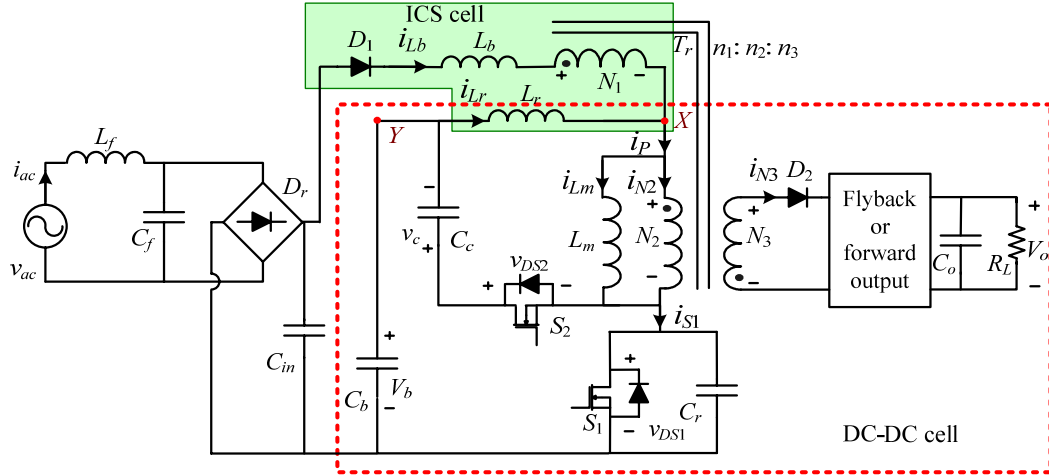 ICS cell
D1 iLb Lb Tr n1: n2: n3
+ N1 -
iLr Lr
Y X
Lf iP
iac Dr iLm iN2 iN3 D2
- + + Flyback or forward output +
Cf vc Cc Lm N2 N3 Co RL Vo
vac + vDS2 - - -
+ -
S2 iS1
Cin + +
Cb Vb S1 Cr
- - vDS1
DC-DC cell